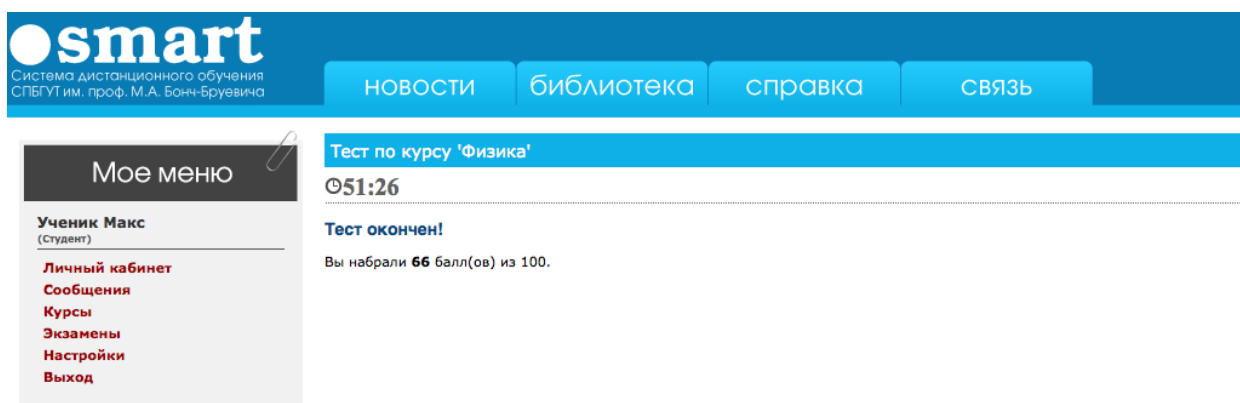 smart
Система дистанционного обучения
СПБГУТ им. проф. М.А. Бонч-Бруевича
новости
библиотека
справка
связь
Мое меню
Ученик Макс
(Студент)
Личный кабинет
Сообщения
Курсы
Экзамены
Настройки
Выход
Тест по курсу 'Физика'
51:26
Тест окончен!
Вы набрали 66 балл(ов) из 100.